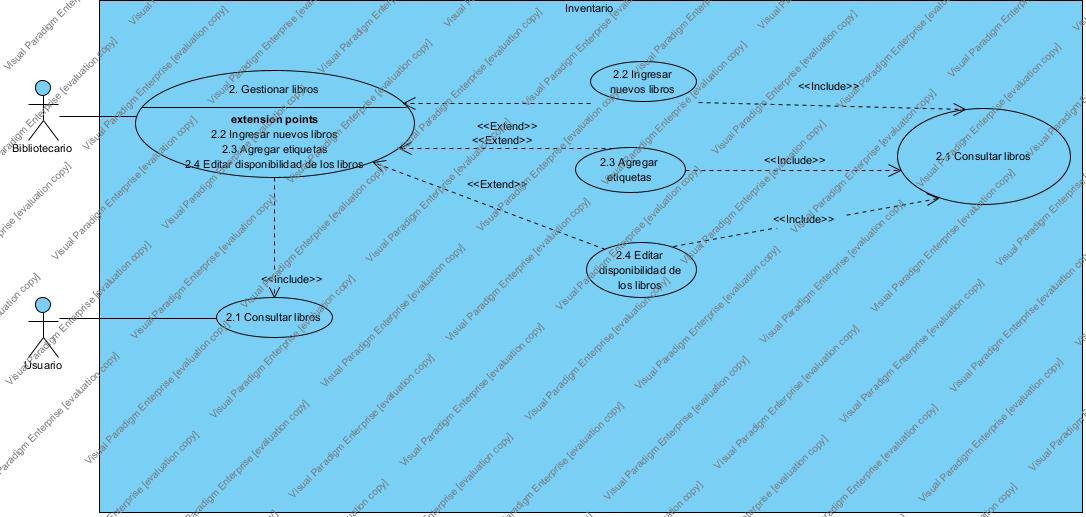 Inventario
2. Gestionar libros
extension points
2.2 Ingresar nuevos libros
2.3 Agregar etiquetas
2.4 Editar disponibilidad de los libros
Bibliotecario
2.2 Ingresar
nuevos libros
<<Include>>
<<Extend>>
<<Extend>>
2.3 Agregar
etiquetas
<<Include>>
2.1 Consultar libros
<<Extend>>
<<Include>>
2.4 Editar
disponibilidad de
los libros
<<Include>>
2.1 Consultar libros
Usuario
Visual Paradigm Enterprise [evaluation copy]